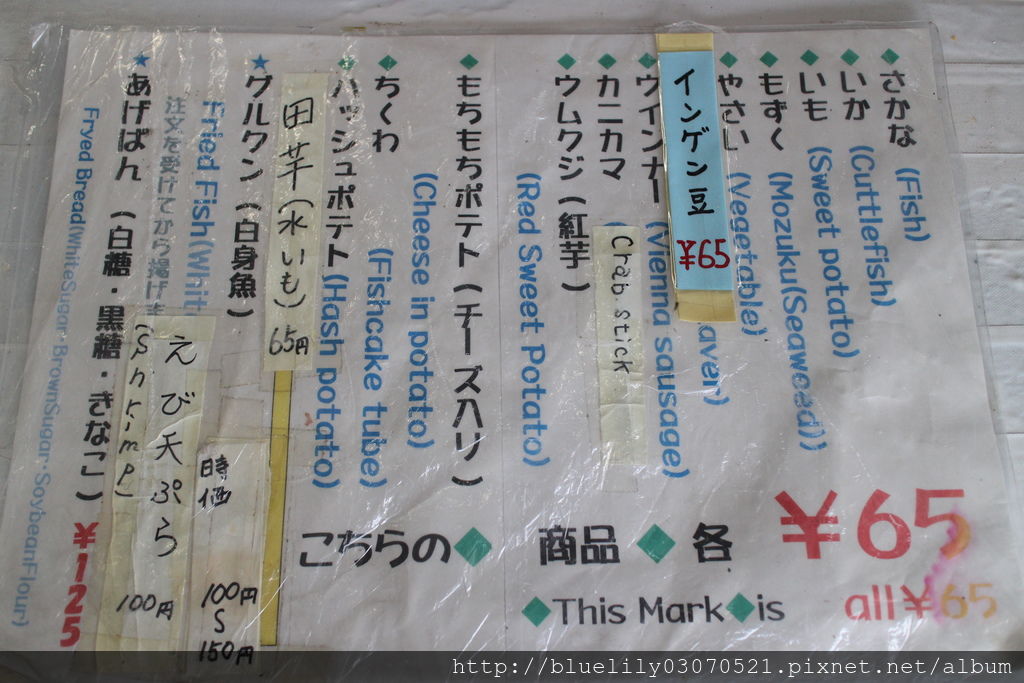 ◆さかな (Fish)
◆いか (Cuttlefish)
◆いも (Sweet potato)
◆もずく (Mozuku(Seaweed))
◆やさい (Vegetable)
インゲン豆 ¥65
◆ウインナー (Vienna sausage)
◆カニカマ
Crab stick
◆ウムクジ(紅芋)
(Red Sweet Potato)
◆もちもちポテト(チーズ入り)
(Cheese in potato)
◆ちくわ
(Fishcake tube)
◆ハッシュポテト(Hash potato)
田芋(水いも) 65円
★グルクン(白身魚)
時価 100円
S
150円
Fried Fish(Whit
注文を受けてから揚げま
えび天ぷら 100円
(Shrimp)
★あげぱん (白糖・黒糖・きなこ) ¥125
Fryed Bread(WhiteSugar・BrownSugar・SoybeanFlour)
こちらの◆ 商品◆各 ¥65
◆This Mark◆is all¥65
http://bluelily03070521.pixnet.net/album